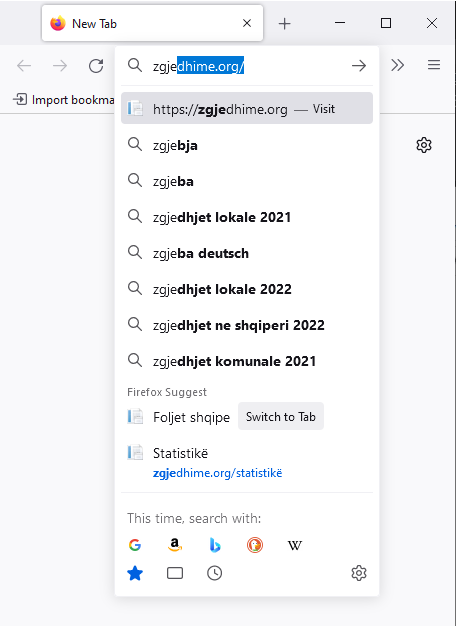 New Tab
zgjedhime.org/
Import bookma
https://zgjedhime.org — Visit
zgjebja
zgjeba
zgjedhjet lokale 2021
zgjeba deutsch
zgjedhjet lokale 2022
zgjedhjet ne shqiperi 2022
zgjedhjet komunale 2021
Firefox Suggest
Foljet shqipe Switch to Tab
Statistikë
zgjedhime.org/statistikë
This time, search with: